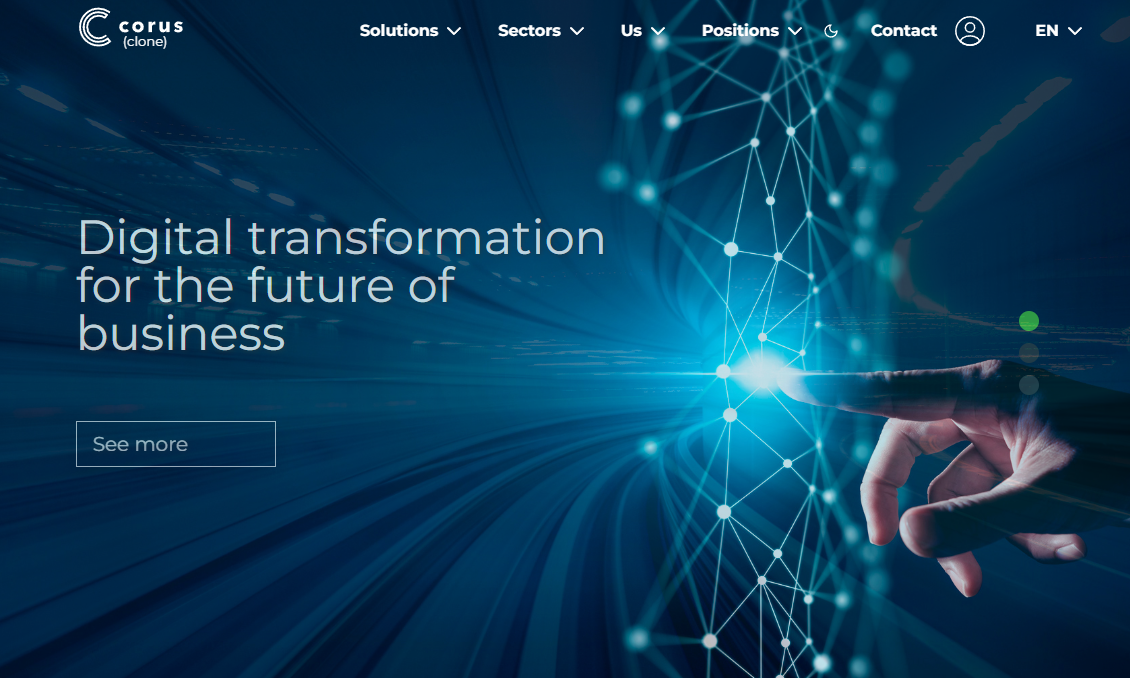 corus
(clone)
Solutions
Sectors
Us
Positions
Contact
EN
Digital transformation
for the future of
business
See more